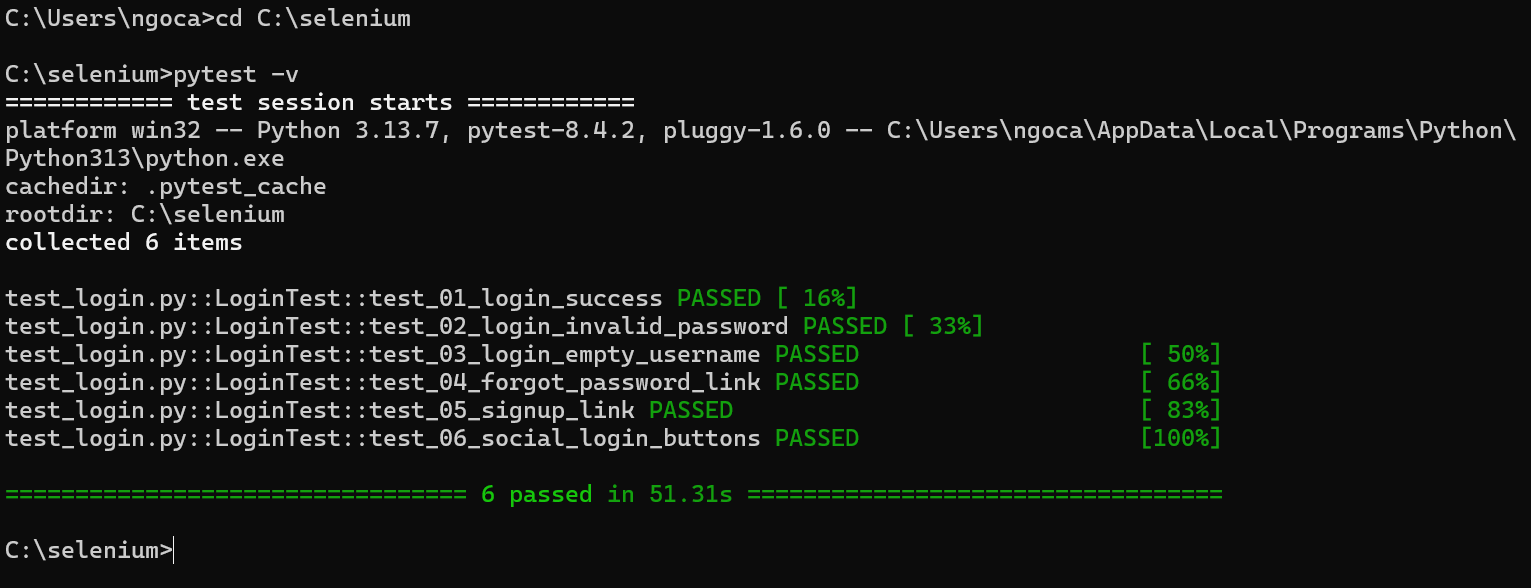 C:\Users\ngoca>cd C:\selenium
C:\selenium>pytest -v
============ test session starts ============
platform win32 -- Python 3.13.7, pytest-8.4.2, pluggy-1.6.0 -- C:\Users\ngoca\AppData\Local\Programs\Python\
Python313\python.exe
cachedir: .pytest_cache
rootdir: C:\selenium
collected 6 items
test_login.py::LoginTest::test_01_login_success PASSED [ 16%]
test_login.py::LoginTest::test_02_login_invalid_password PASSED [ 33%]
test_login.py::LoginTest::test_03_login_empty_username PASSED [ 50%]
test_login.py::LoginTest::test_04_forgot_password_link PASSED [ 66%]
test_login.py::LoginTest::test_05_signup_link PASSED [ 83%]
test_login.py::LoginTest::test_06_social_login_buttons PASSED [100%]
================================= 6 passed in 51.31s ==================================
C:\selenium>